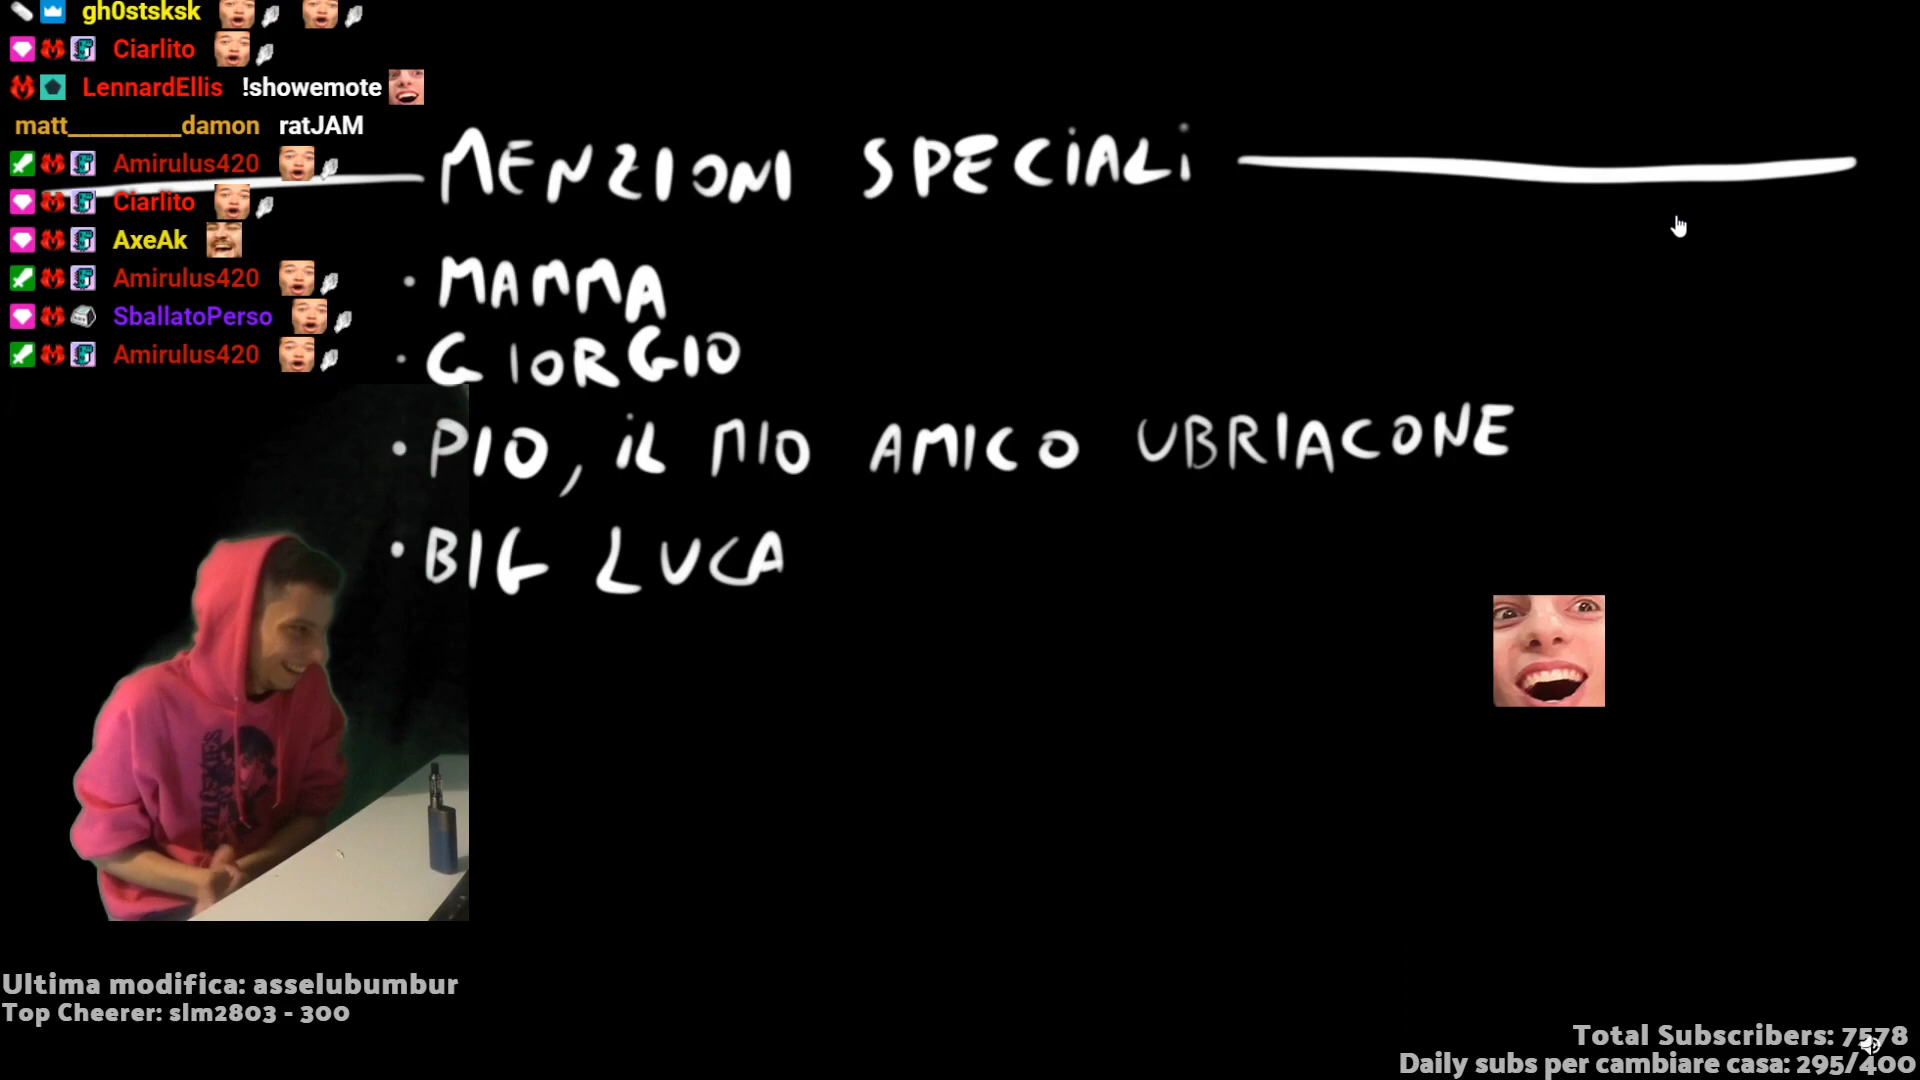 gh0stsksk
Ciarlito
LennardEllis !showemote
matt__________damon ratJAM
Amirulus420
Ciarlito
AxeAk
Amirulus420
SballatoPerso
Amirulus420
MENZIONI SPECIALI
• MAMMA
• GIORGIO
• PIO, IL MIO AMICO UBRIACONE
• BIG LUCA
Ultima modifica: asselubumbur
Top Cheerer: slm2803 - 300
Total Subscribers: 7578
Daily subs per cambiare casa: 295/400